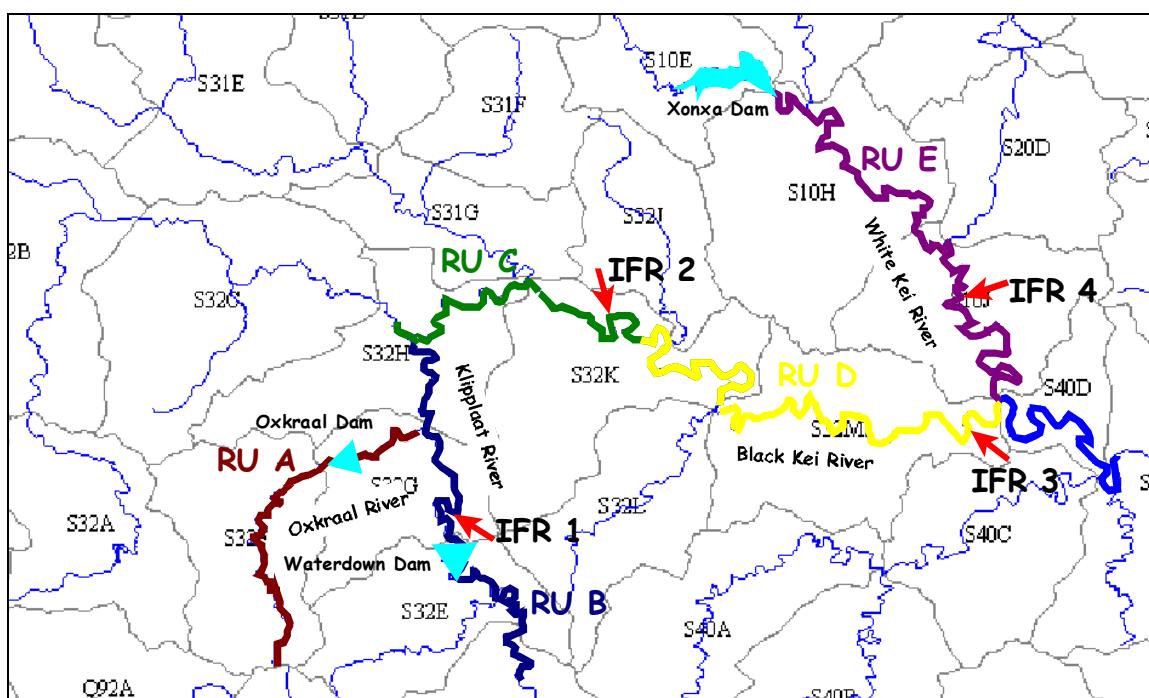 S10E
S31E
Xonxa Dam
S31F
S20D
RU E
S10H
S31G
S32J
White Kei River
2B
RU C
IFR 2
S32G
IFR 4
S32H
S32K
Klipplaat River
RU D
S40D
Oxkraal Dam
RU A
Black Kei River
IFR 3
Oxkraal River
S32L
S32A
IFR 1
S40C
Waterdown Dam
S32E
RU B
S40A
Q92A